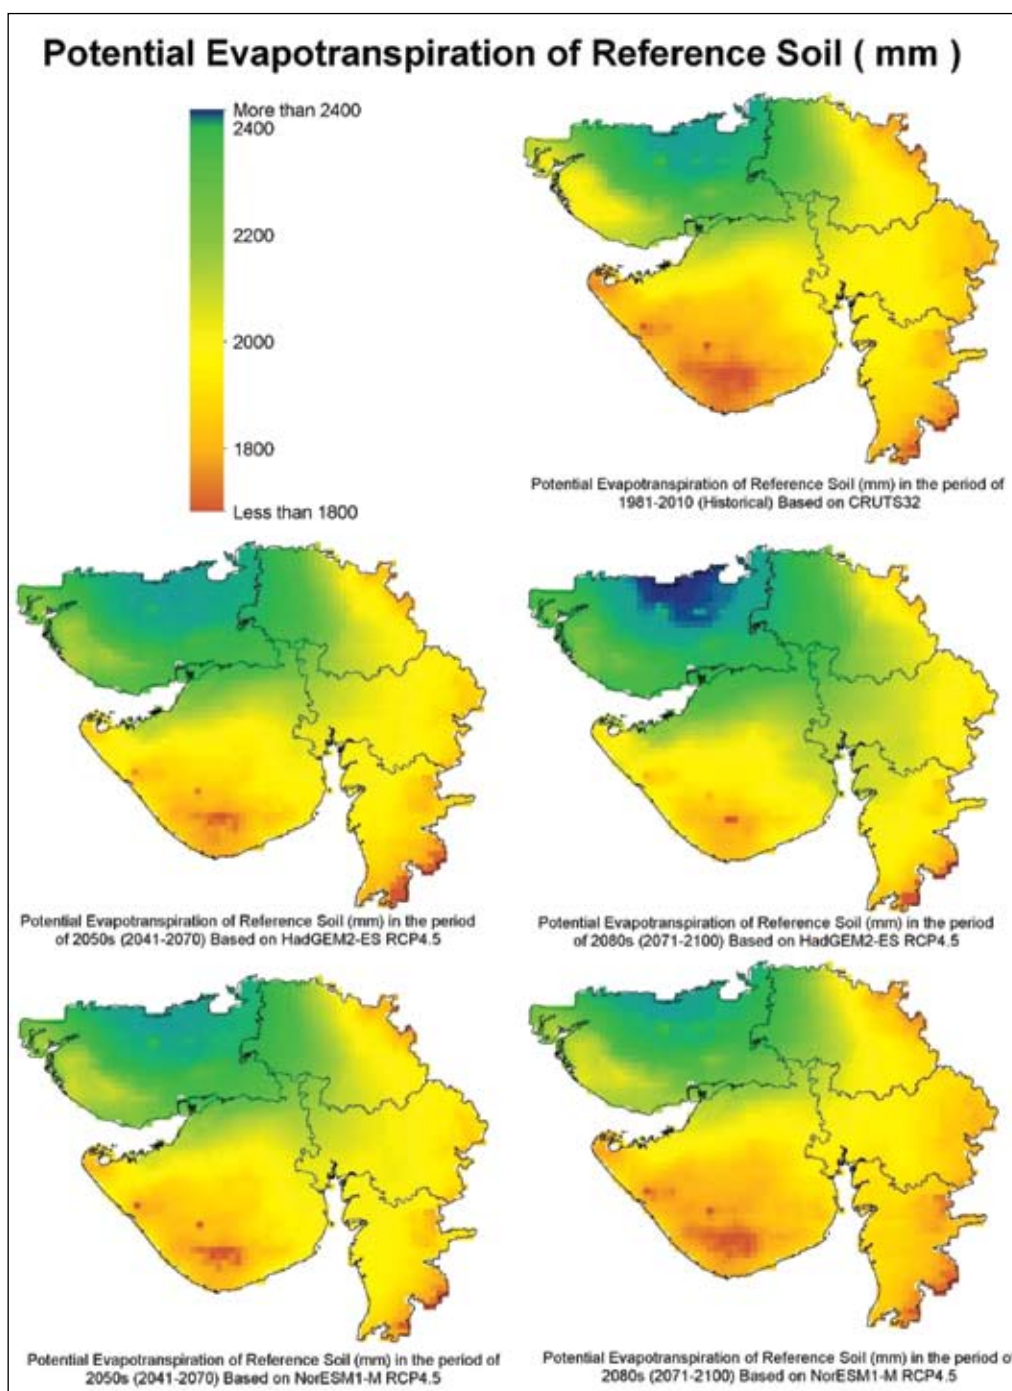 Potential Evapotranspiration of Reference Soil ( mm )
More than 2400
2400
2200
2000
1800
Less than 1800
Potential Evapotranspiration of Reference Soil (mm) in the period of
1981-2010 (Historical) Based on CRUTS32
Potential Evapotranspiration of Reference Soil (mm) in the period
of 2050s (2041-2070) Based on HadGEM2-ES RCP4.5
Potential Evapotranspiration of Reference Soil (mm) in the period
of 2080s (2071-2100) Based on HadGEM2-ES RCP4.5
Potential Evapotranspiration of Reference Soil (mm) in the period of
2050s (2041-2070) Based on NorESM1-M RCP4.5
Potential Evapotranspiration of Reference Soil (mm) in the period of
2080s (2071-2100) Based on NorESM1-M RCP4.5